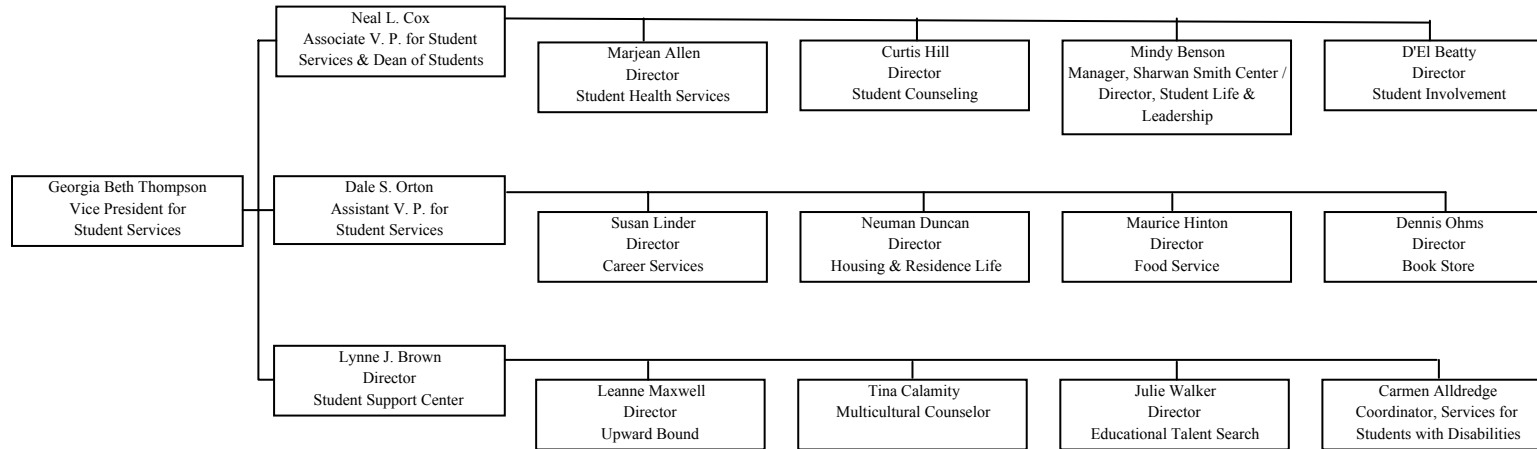 Neal L. Cox
Associate V. P. for Student
Services & Dean of Students
Marjean Allen
Director
Student Health Services
Curtis Hill
Director
Student Counseling
Mindy Benson
Manager, Sharwan Smith Center /
Director, Student Life &
Leadership
D'El Beatty
Director
Student Involvement
Georgia Beth Thompson
Vice President for
Student Services
Dale S. Orton
Assistant V. P. for
Student Services
Susan Linder
Director
Career Services
Neuman Duncan
Director
Housing & Residence Life
Maurice Hinton
Director
Food Service
Dennis Ohms
Director
Book Store
Lynne J. Brown
Director
Student Support Center
Leanne Maxwell
Director
Upward Bound
Tina Calamity
Multicultural Counselor
Julie Walker
Director
Educational Talent Search
Carmen Alldredge
Coordinator, Services for
Students with Disabilities